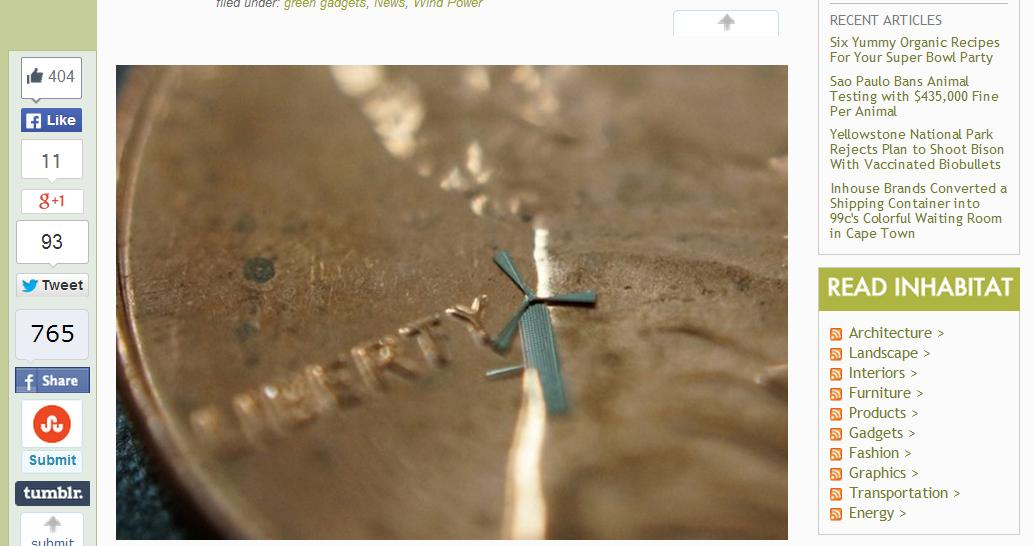 filed under: green gadgets, News, Wind Power
404
Like
11
g+1
93
Tweet
765
Share
Submit
tumblr.
submit
LIBERTY
RECENT ARTICLES
Six Yummy Organic Recipes
For Your Super Bowl Party
Sao Paulo Bans Animal
Testing with $435,000 Fine
Per Animal
Yellowstone National Park
Rejects Plan to Shoot Bison
With Vaccinated Biobullets
Inhouse Brands Converted a
Shipping Container into
99c's Colorful Waiting Room
in Cape Town
READ INHABITAT
Architecture >
Landscape >
Interiors >
Furniture >
Products >
Gadgets >
Fashion >
Graphics >
Transportation >
Energy >